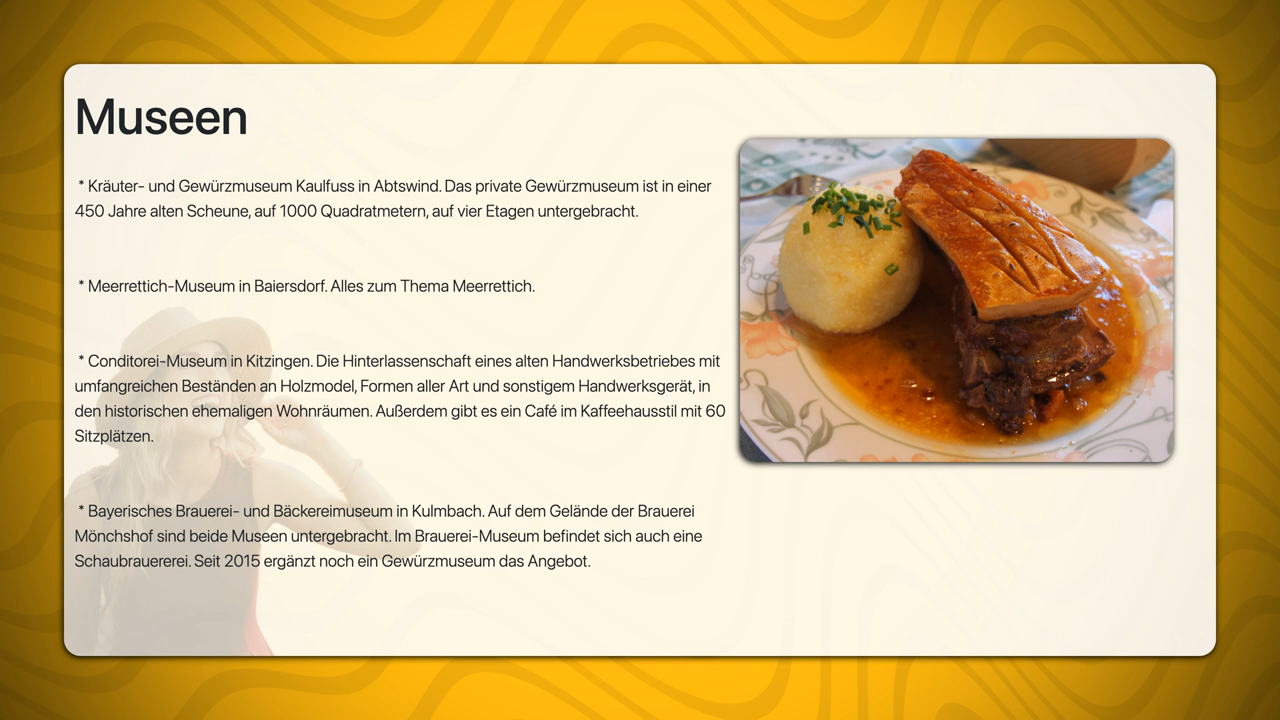 Museen
* Kräuter- und Gewürzmuseum Kaulfuss in Abtswind. Das private Gewürzmuseum ist in einer
450 Jahre alten Scheune, auf 1000 Quadratmetern, auf vier Etagen untergebracht.
* Meerrettich-Museum in Baiersdorf. Alles zum Thema Meerrettich.
* Conditorei-Museum in Kitzingen. Die Hinterlassenschaft eines alten Handwerksbetriebes mit
umfangreichen Beständen an Holzmodel, Formen aller Art und sonstigem Handwerksgerät, in
den historischen ehemaligen Wohnräumen. Außerdem gibt es ein Café im Kaffeehausstil mit 60
Sitzplätzen.
* Bayerisches Brauerei- und Bäckereimuseum in Kulmbach. Auf dem Gelände der Brauerei
Mönchshof sind beide Museen untergebracht. Im Brauerei-Museum befindet sich auch eine
Schaubrauererei. Seit 2015 ergänzt noch ein Gewürzmuseum das Angebot.